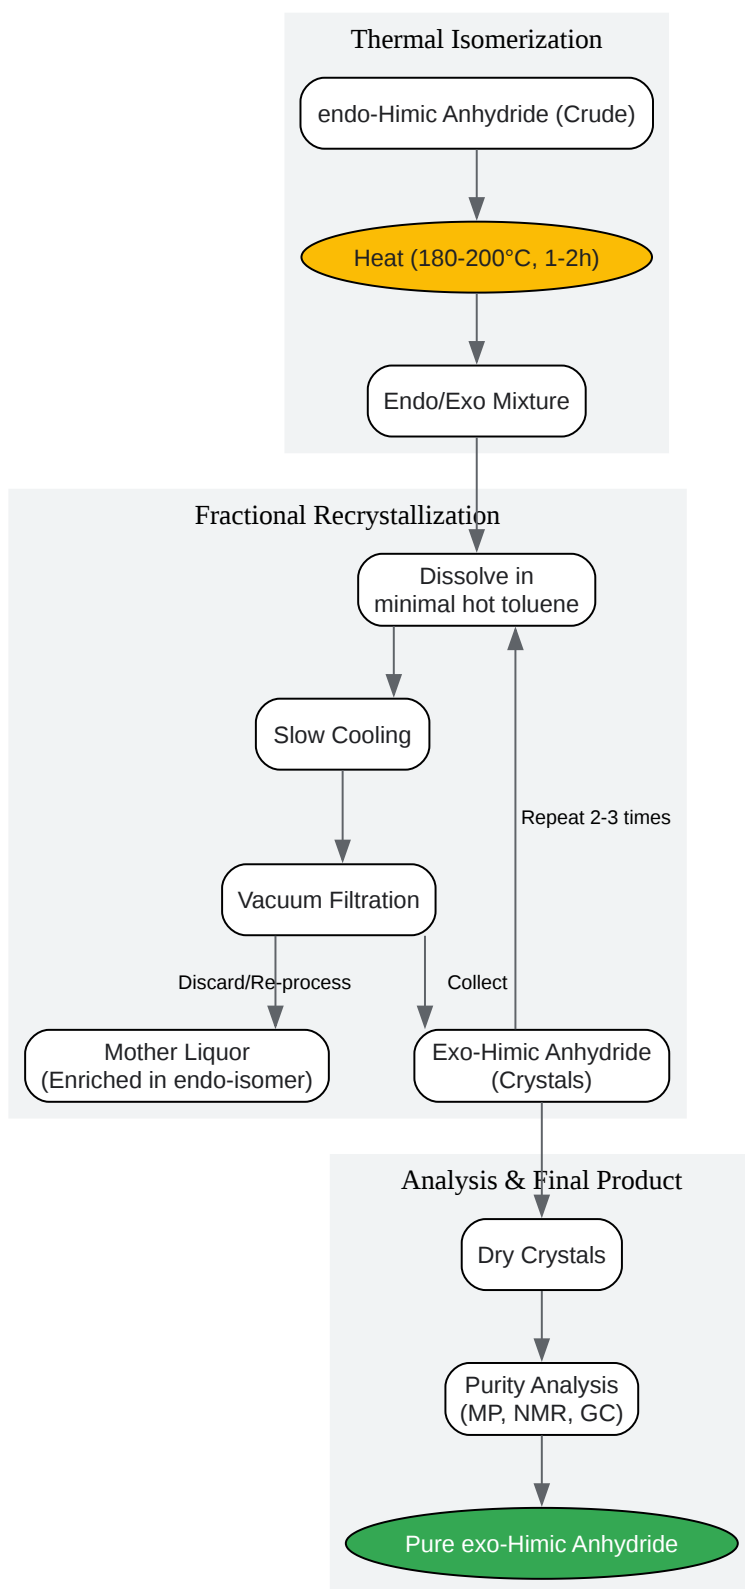 Thermal Isomerization
endo-Himic Anhydride (Crude)
Heat (180-200°C, 1-2h)
Endo/Exo Mixture
Fractional Recrystallization
Dissolve in
minimal hot toluene
Slow Cooling
Repeat 2-3 times
Vacuum Filtration
Discard/Re-process
Collect
Mother Liquor
(Enriched in endo-isomer)
Exo-Himic Anhydride
(Crystals)
Analysis & Final Product
Dry Crystals
Purity Analysis
(MP, NMR, GC)
Pure exo-Himic Anhydride